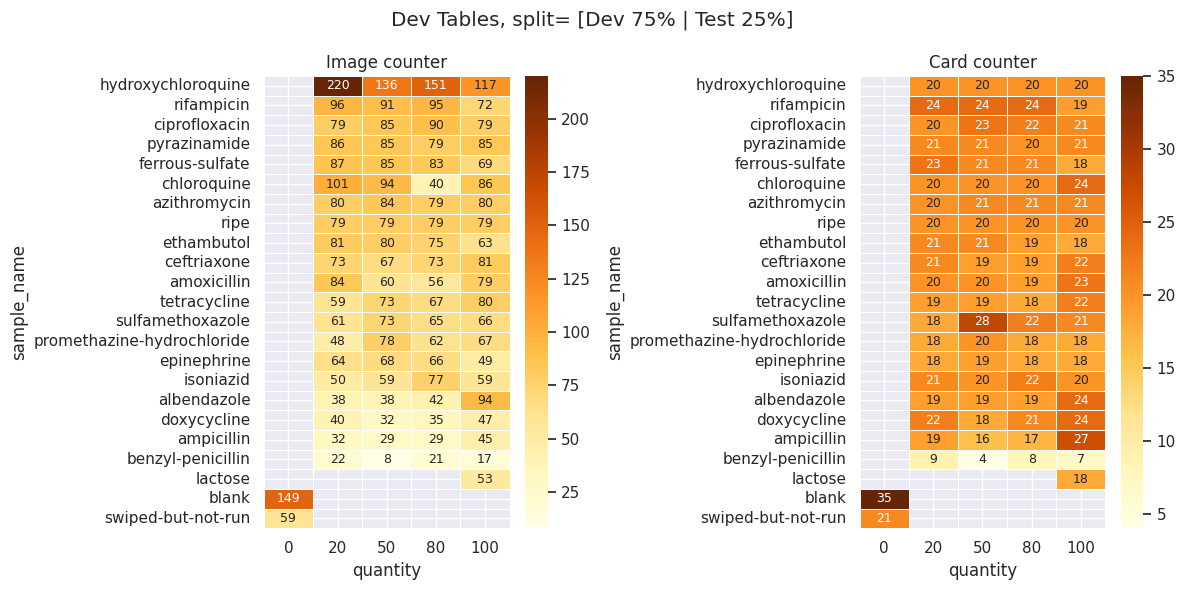 Dev Tables, split= [Dev 75% | Test 25%]
Image counter
sample_name
hydroxychloroquine 220 136 151 117
rifampicin 96 91 95 72
ciprofloxacin 79 85 90 79
pyrazinamide 86 85 79 85
ferrous-sulfate 87 85 83 69
chloroquine 101 94 40 86
azithromycin 80 84 79 80
ripe 79 79 79 79
ethambutol 81 80 75 63
ceftriaxone 73 67 73 81
amoxicillin 84 60 56 79
tetracycline 59 73 67 80
sulfamethoxazole 61 73 65 66
promethazine-hydrochloride 48 78 62 67
epinephrine 64 68 66 49
isoniazid 50 59 77 59
albendazole 38 38 42 94
doxycycline 40 32 35 47
ampicillin 32 29 29 45
benzyl-penicillin 22 8 21 17
lactose 53
blank 149
swiped-but-not-run 59
0 20 50 80 100
quantity
200
175
150
125
100
75
50
25
Card counter
sample_name
hydroxychloroquine 20 20 20 20
rifampicin 24 24 24 19
ciprofloxacin 20 23 22 21
pyrazinamide 21 21 20 21
ferrous-sulfate 23 21 21 18
chloroquine 20 20 20 24
azithromycin 20 21 21 21
ripe 20 20 20 20
ethambutol 21 21 19 18
ceftriaxone 21 19 19 22
amoxicillin 20 20 19 23
tetracycline 19 19 18 22
sulfamethoxazole 18 28 22 21
promethazine-hydrochloride 18 20 18 18
epinephrine 18 19 18 18
isoniazid 21 20 22 20
albendazole 19 19 19 24
doxycycline 22 18 21 24
ampicillin 19 16 17 27
benzyl-penicillin 9 4 8 7
lactose 18
blank 35
swiped-but-not-run 21
0 20 50 80 100
quantity
35
30
25
20
15
10
5